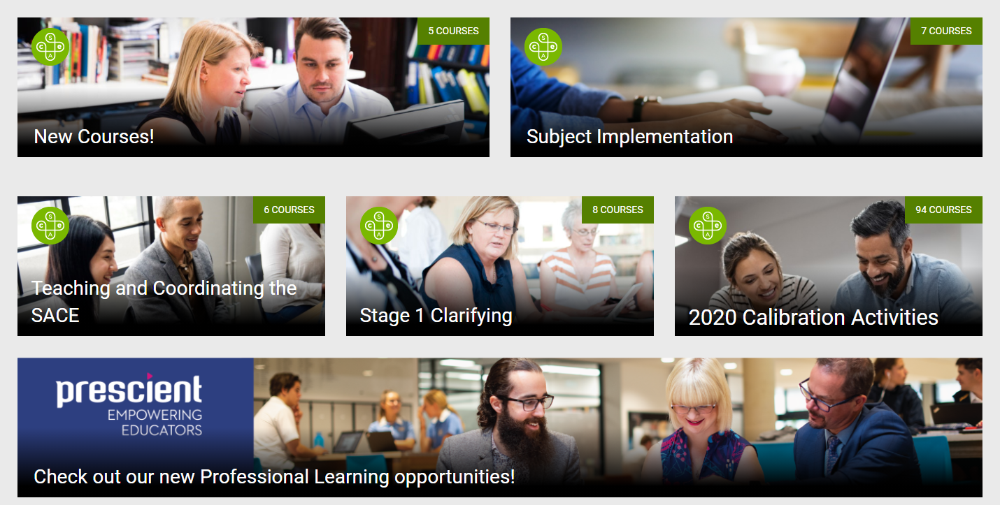 5 COURSES
S
C E
A
New Courses!
7 COURSES
S
C E
A
Subject Implementation
6 COURSES
S
C E
A
Teaching and Coordinating the
SACE
8 COURSES
S
C E
A
Stage 1 Clarifying
94 COURSES
S
C E
A
2020 Calibration Activities
prescient
EMPOWERING
EDUCATORS
Check out our new Professional Learning opportunities!